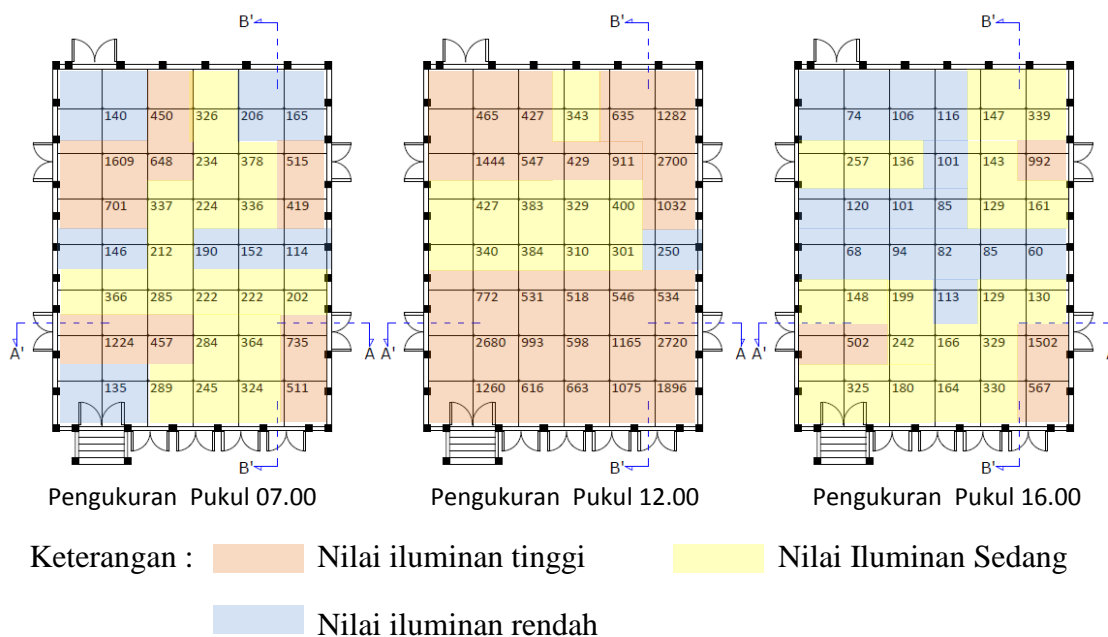 B' B' B'
140 450 326 206 165
465 427 343 635 1282
74 106 116 147 339
1609 648 234 378 515
1444 547 429 911 2700
257 136 101 143 992
701 337 224 336 419
427 383 329 400 1032
120 101 85 129 161
146 212 190 152 114
340 384 310 301 250
68 94 82 85 60
366 285 222 222 202
772 531 518 546 534
148 199 113 129 130
A' A A' A A' A
1224 457 284 364 735
2680 993 598 1165 2720
502 242 166 329 1502
135 289 245 324 511
1260 616 663 1075 1896
325 180 164 330 567
B' B' B'
Pengukuran Pukul 07.00
Pengukuran Pukul 12.00
Pengukuran Pukul 16.00
Keterangan : Nilai iluminan tinggi Nilai Iluminan Sedang
Nilai iluminan rendah